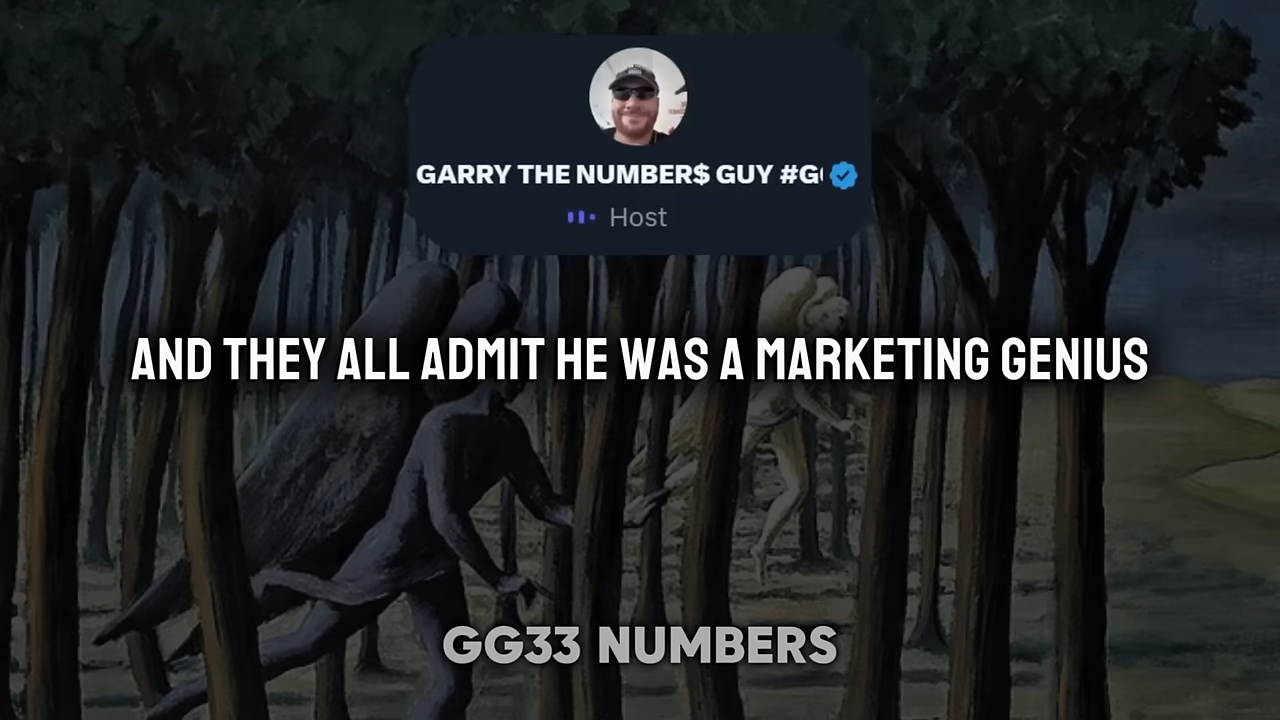 GARRY THE NUMBER$ GUY #G
Host
AND THEY ALL ADMIT HE WAS A MARKETING GENIUS
GG33 NUMBERS